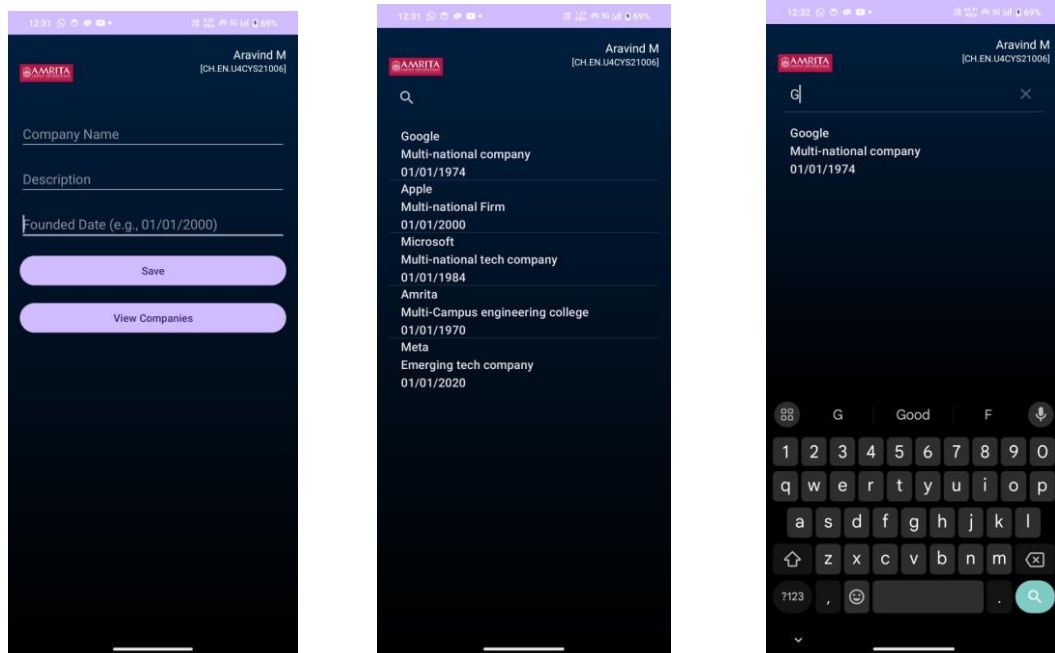 12:31
69%
Aravind M
[CH.EN.U4CYS21006]
AMRITA
Company Name
Description
Founded Date (e.g., 01/01/2000)
Save
View Companies
12:31
69%
Aravind M
[CH.EN.U4CYS21006]
AMRITA
Google
Multi-national company
01/01/1974
Apple
Multi-national Firm
01/01/2000
Microsoft
Multi-national tech company
01/01/1984
Amrita
Multi-Campus engineering college
01/01/1970
Meta
Emerging tech company
01/01/2020
12:32
69%
Aravind M
[CH.EN.U4CYS21006]
AMRITA
G
Google
Multi-national company
01/01/1974
G Good F
1 2 3 4 5 6 7 8 9 0
q w e r t y u i o p
a s d f g h j k l
z x c v b n m
?123 , .